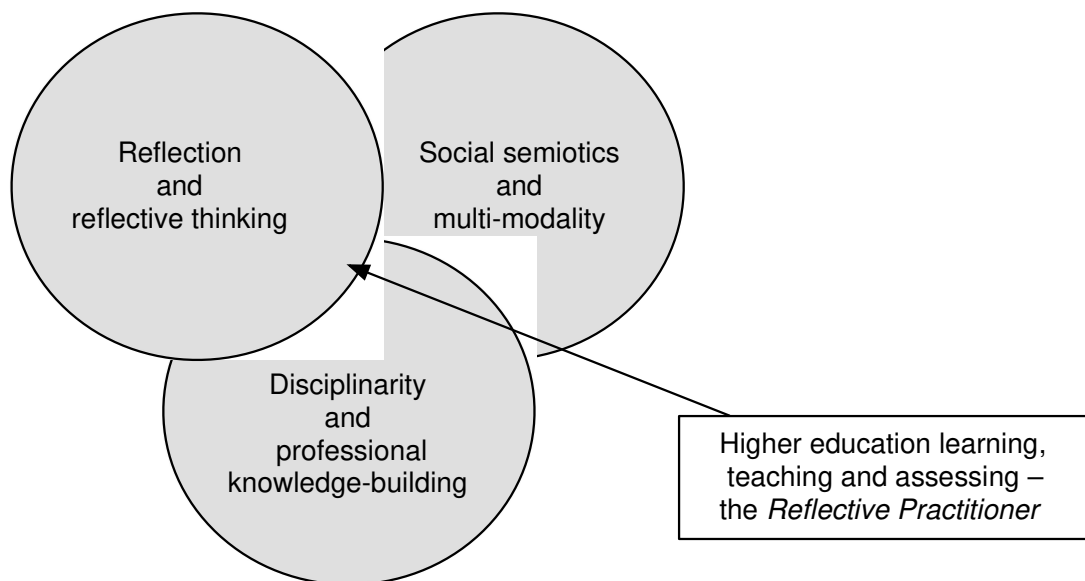 Reflection
and
reflective thinking
Social semiotics
and
multi-modality
Disciplinarity
and
professional
knowledge-building
Higher education learning,
teaching and assessing –
the Reflective Practitioner